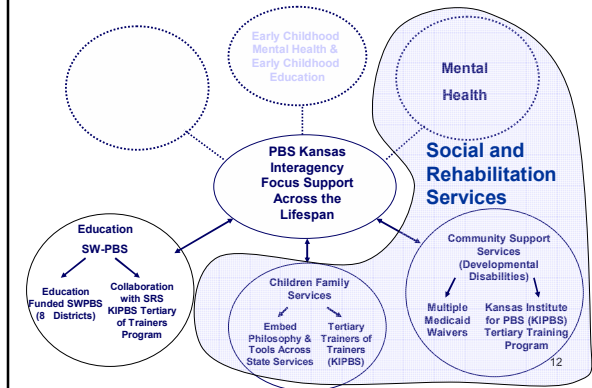 Early Childhood
Mental Health &
Early Childhood
Education
Mental
Health
PBS Kansas
Interagency
Focus Support
Across the
Lifespan
Social and
Rehabilitation
Services
Education
SW-PBS
Education
Funded SWPBS
(8 Districts)
Collaboration
with SRS
KIPBS Tertiary
of Trainers
Program
Children Family
Services
Embed
Philosophy &
Tools Across
State Services
Tertiary
Trainers of
Trainers
(KIPBS)
Community Support
Services
(Developmental
Disabilities)
Multiple
Medicaid
Waivers
Kansas Institute
for PBS (KIPBS)
Tertiary Training
Program
12